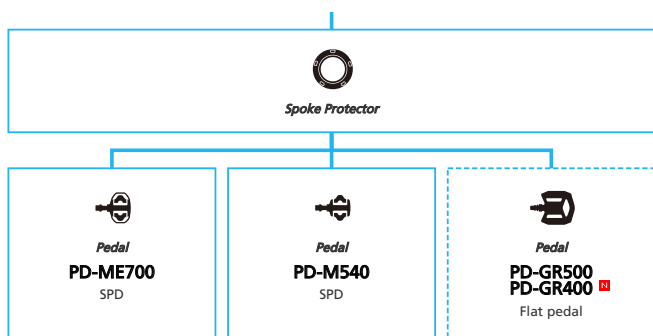 Spoke Protector
Pedal
PD-ME700
SPD
Pedal
PD-M540
SPD
Pedal
PD-GR500
PD-GR400 N
Flat pedal